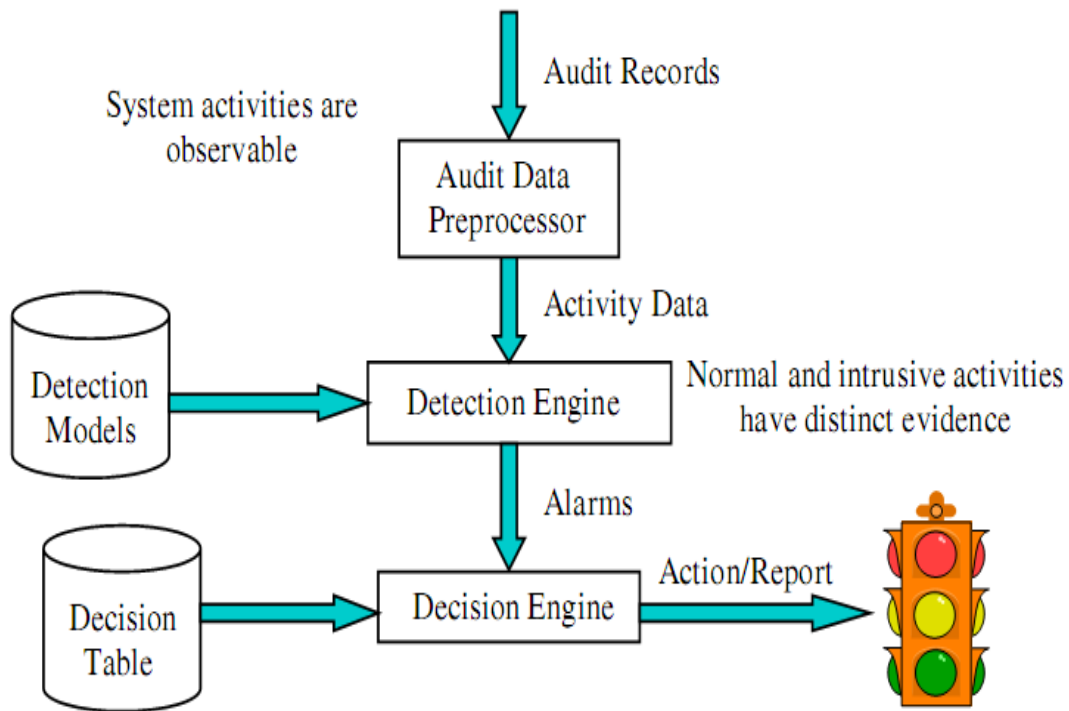 Audit Records
System activities are
observable
Audit Data
Preprocessor
Activity Data
Detection
Models
Detection Engine
Normal and intrusive activities
have distinct evidence
Alarms
Decision
Table
Decision Engine
Action/Report